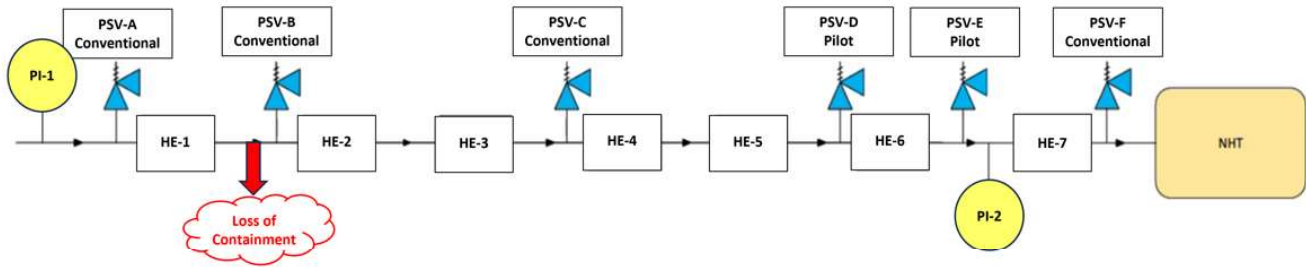 PSV-A
Conventional
PSV-B
Conventional
PSV-C
Conventional
PSV-D
Pilot
PSV-E
Pilot
PSV-F
Conventional
PI-1
HE-1
HE-2
HE-3
HE-4
HE-5
HE-6
HE-7
NHT
Loss of
Containment
PI-2